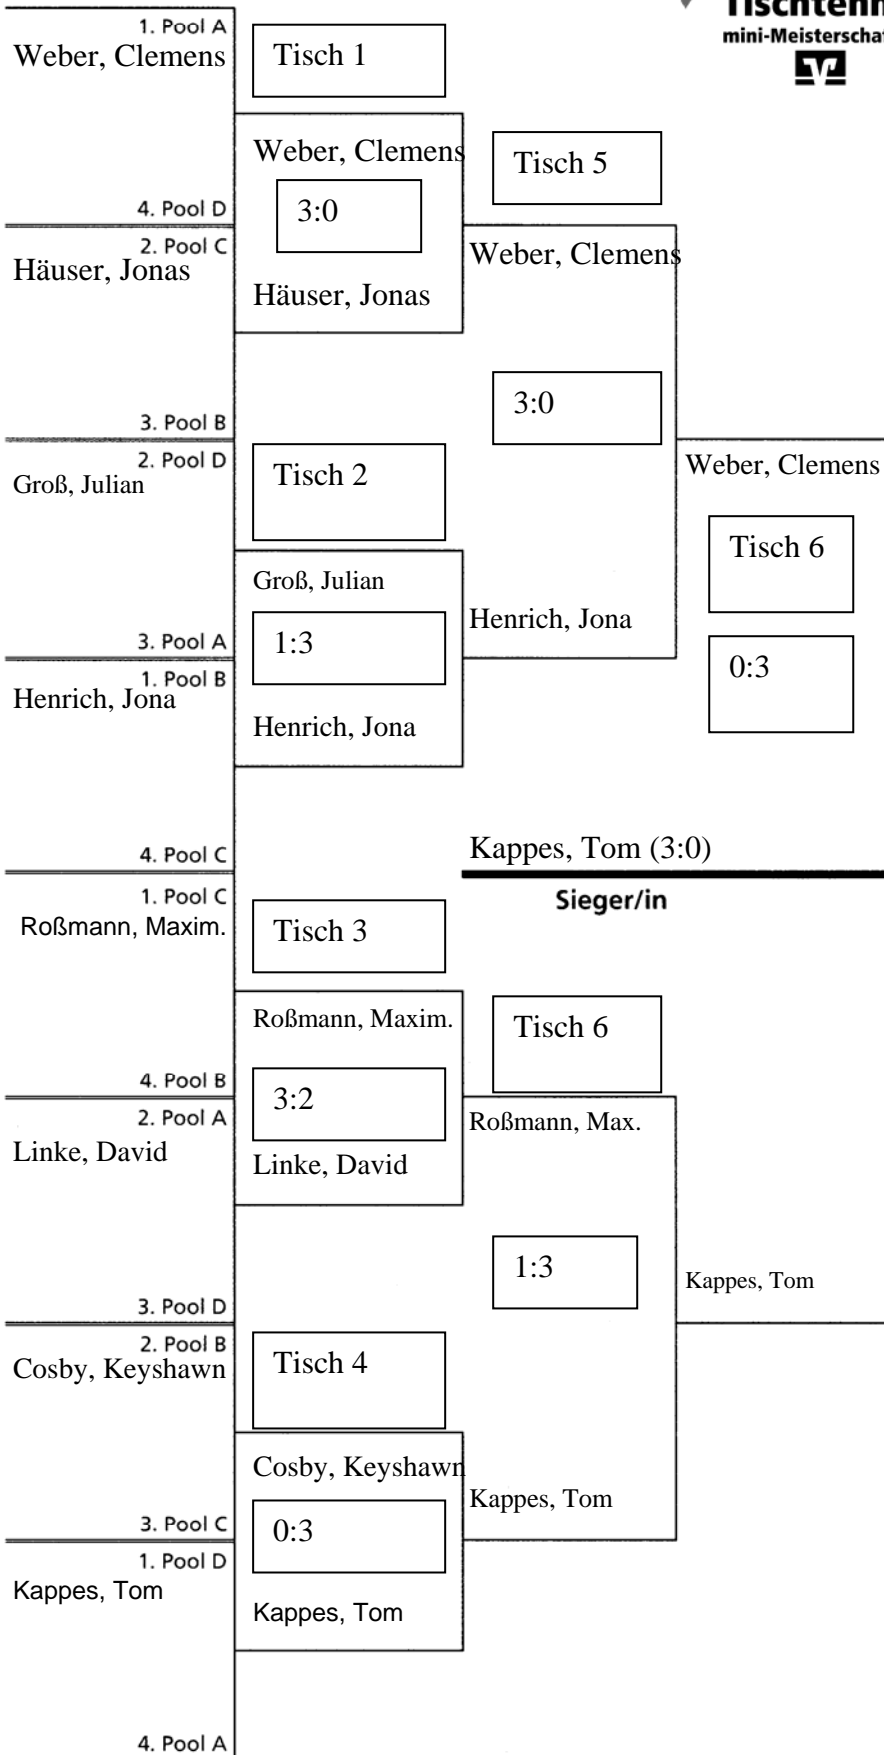 Tischtenn
mini-Meisterschaf
1. Pool A
Weber, Clemens
Tisch 1
Weber, Clemens
3:0
Häuser, Jonas
Tisch 5
4. Pool D
2. Pool C
Häuser, Jonas
Weber, Clemens
3:0
3. Pool B
2. Pool D
Groß, Julian
Tisch 2
Weber, Clemens
Tisch 6
0:3
Groß, Julian
1:3
Henrich, Jona
Henrich, Jona
3. Pool A
1. Pool B
Henrich, Jona
4. Pool C
Kappes, Tom (3:0)
Sieger/in
1. Pool C
Roßmann, Maxim.
Tisch 3
Roßmann, Maxim.
3:2
Linke, David
Tisch 6
4. Pool B
2. Pool A
Linke, David
Roßmann, Max.
1:3
Kappes, Tom
3. Pool D
2. Pool B
Cosby, Keyshawn
Tisch 4
Cosby, Keyshawn
0:3
Kappes, Tom
Kappes, Tom
3. Pool C
1. Pool D
Kappes, Tom
4. Pool A